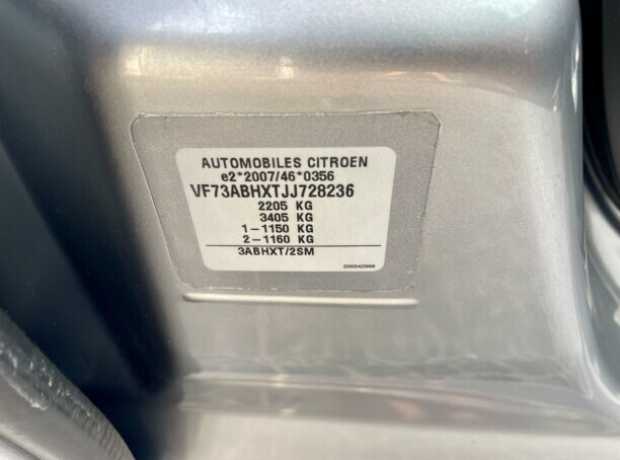 AUTOMOBILES CITROEN
e2*2007/46*0356
VF73ABHXTJJ728236
2205 KG
3405 KG
1-1150 KG
2-1160 KG
3ABHXT/2SM